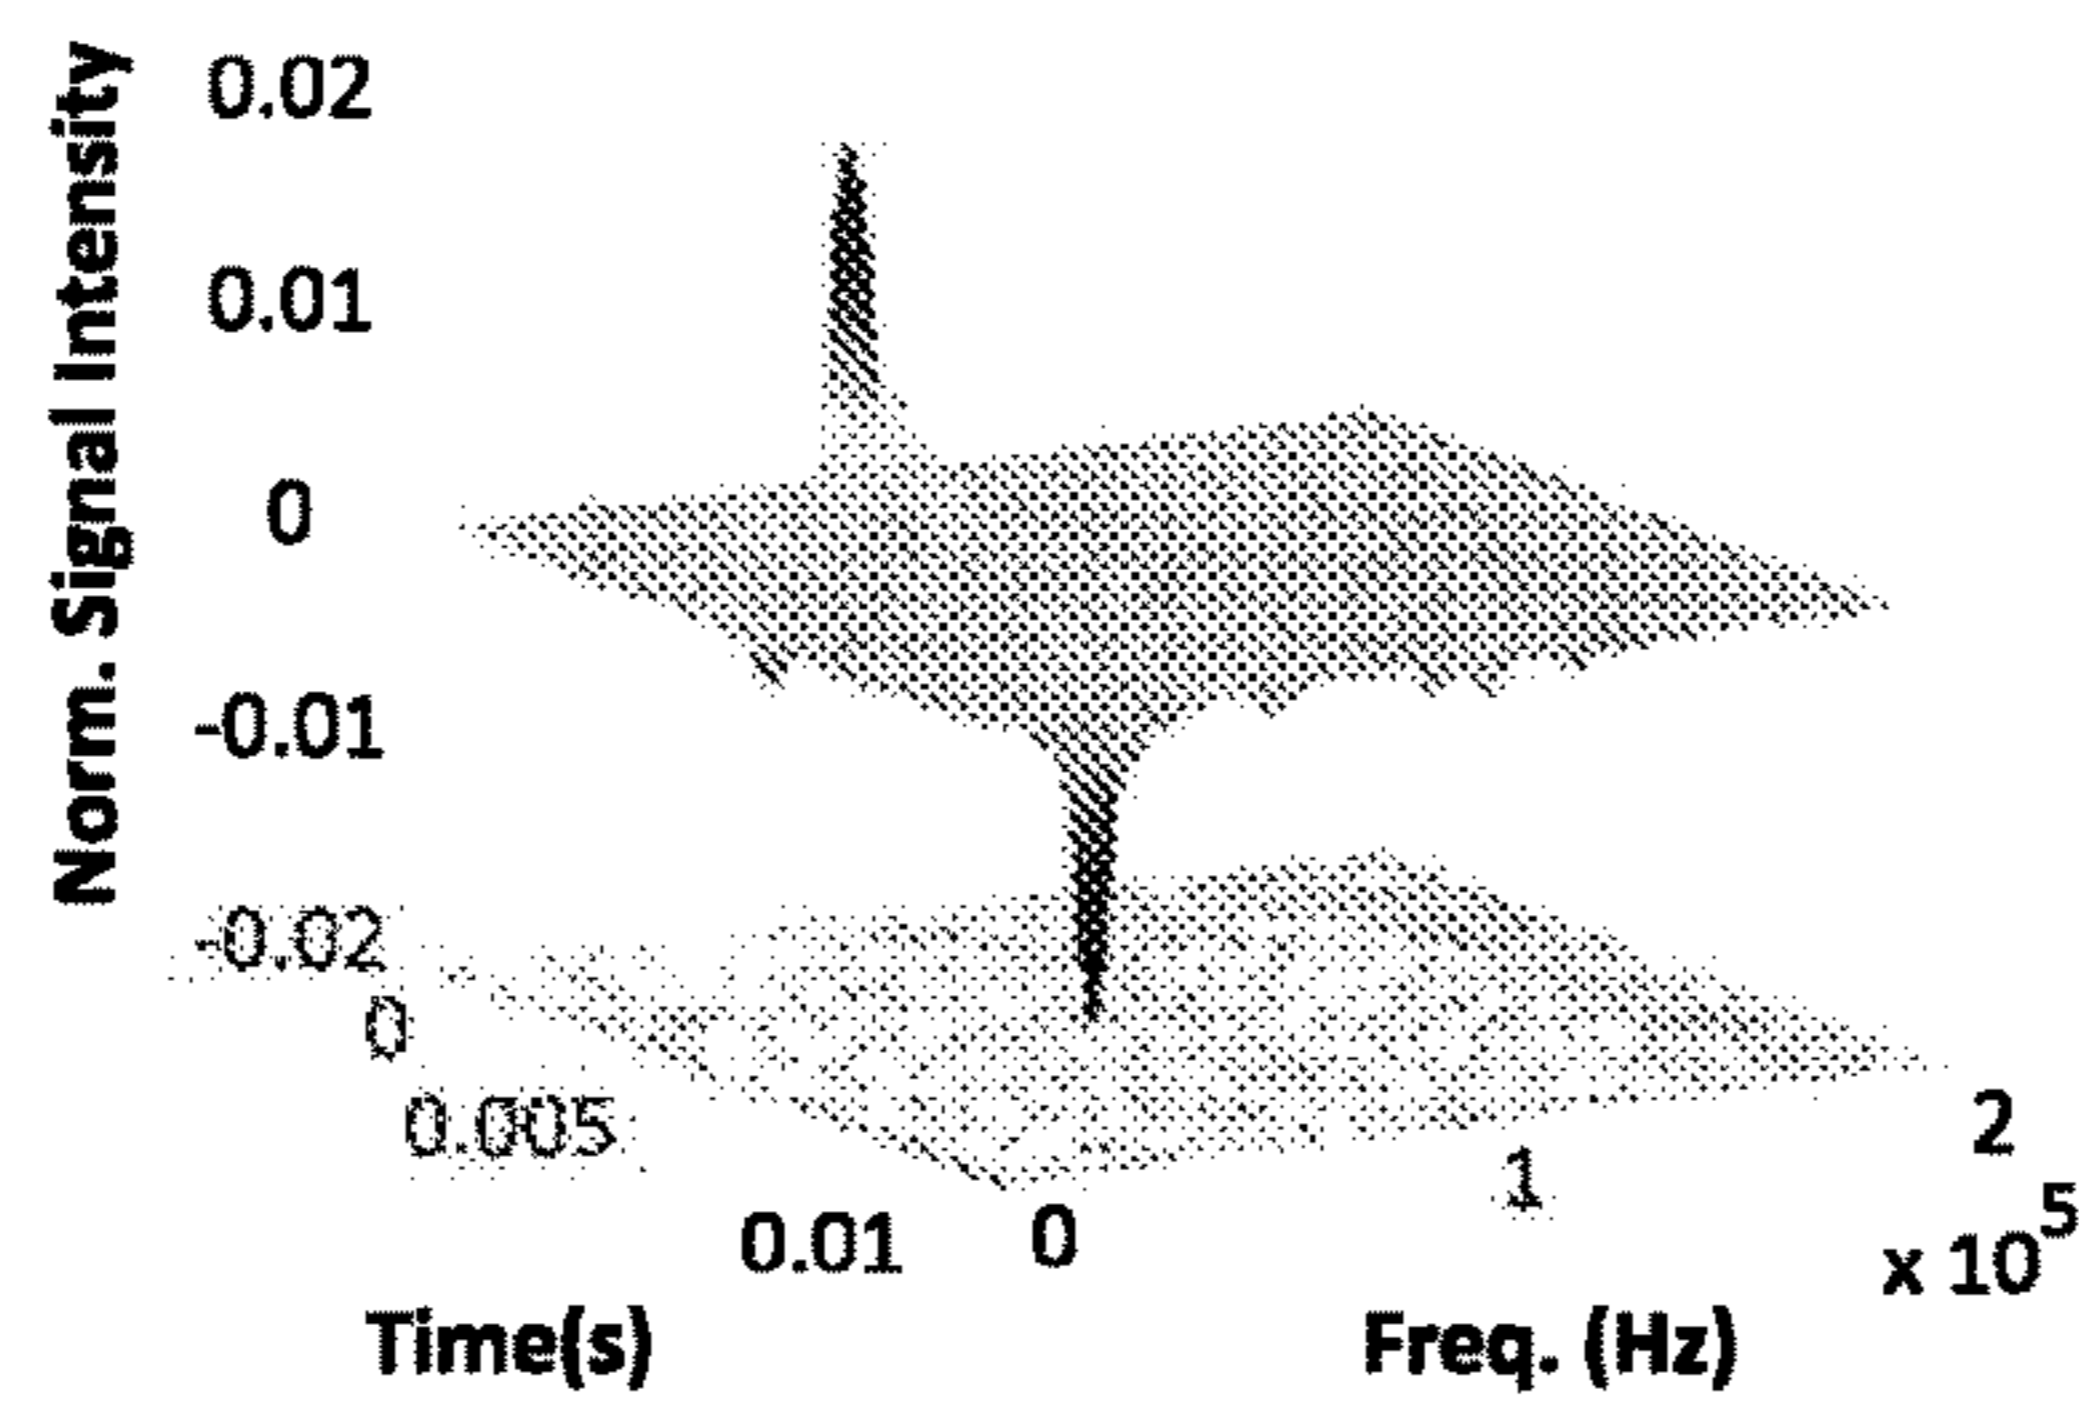 Norm. Signal Intensity
0.02
0.01
0
-0.01
-0.02
0
0.005
0.01
0
1
2
x 10^5
Time(s)
Freq. (Hz)